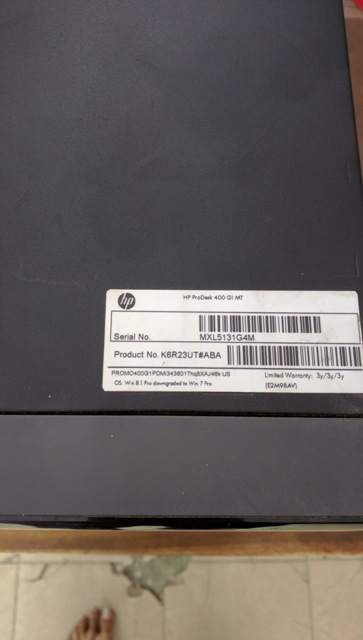 hp
HP ProDesk 400 G1 MT
Serial No. MXL5131G4M
Product No. K6R23UT#ABA
Limited Warranty: 3y/3y/3y
OS: Win 8.1 Pro downgraded to Win 7 Pro
(E2M98AV)